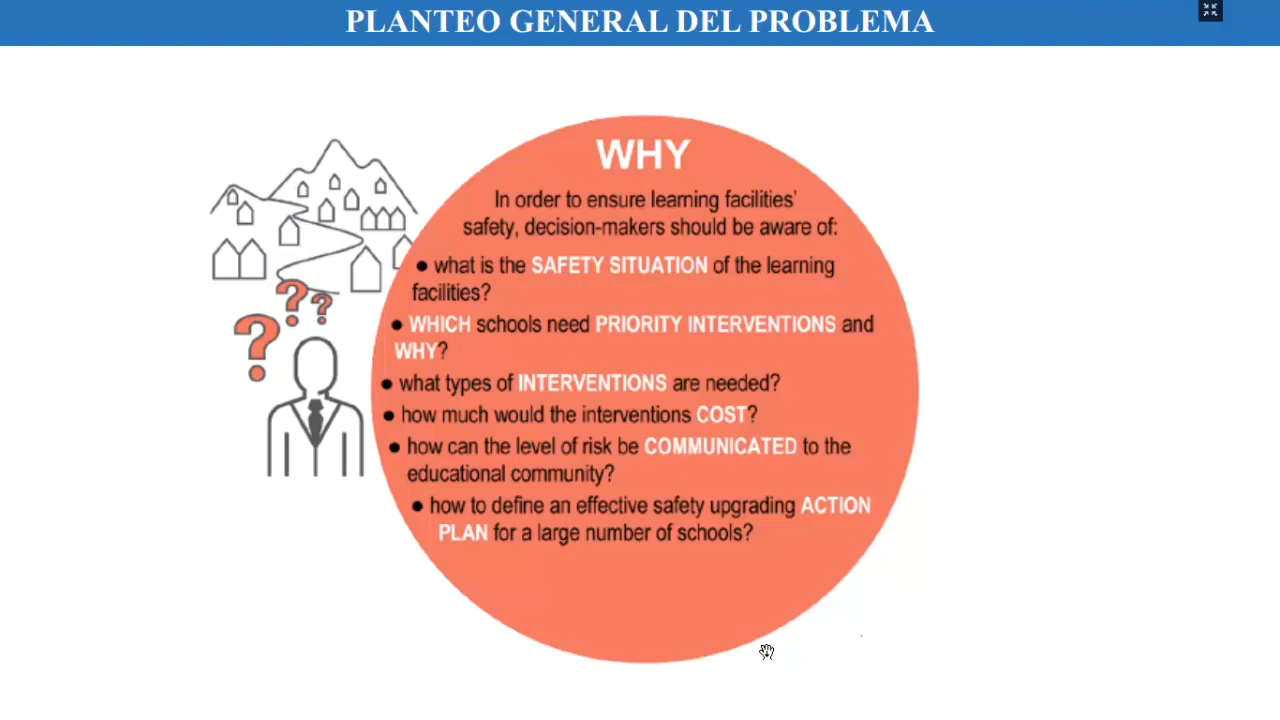 PLANTEO GENERAL DEL PROBLEMA
WHY
In order to ensure learning facilities'
safety, decision-makers should be aware of:
● what is the SAFETY SITUATION of the learning
facilities?
● WHICH schools need PRIORITY INTERVENTIONS and
WHY?
● what types of INTERVENTIONS are needed?
● how much would the interventions COST?
● how can the level of risk be COMMUNICATED to the
educational community?
● how to define an effective safety upgrading ACTION
PLAN for a large number of schools?
? ? ?